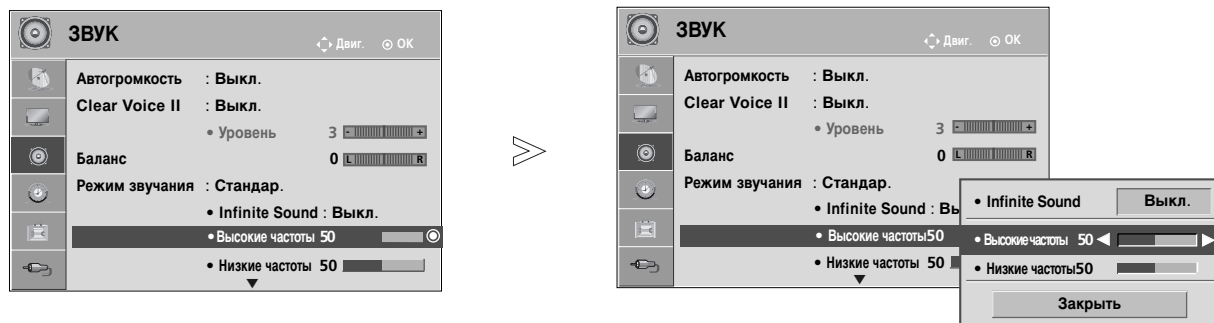 ЗВУК
Двиг. OK
Автогромкость : Выкл.
Clear Voice II : Выкл.
• Уровень 3 - +
Баланс 0 L R
Режим звучания : Стандар.
• Infinite Sound : Выкл.
• Высокие частоты 50
• Низкие частоты 50
ЗВУК
Двиг. OK
Автогромкость : Выкл.
Clear Voice II : Выкл.
• Уровень 3 - +
Баланс 0 L R
Режим звучания : Стандар.
• Infinite Sound : Вы
• Высокие частоты50
• Низкие частоты 50
• Infinite Sound Выкл.
• Высокие частоты 50
• Низкие частоты50
Закрыть